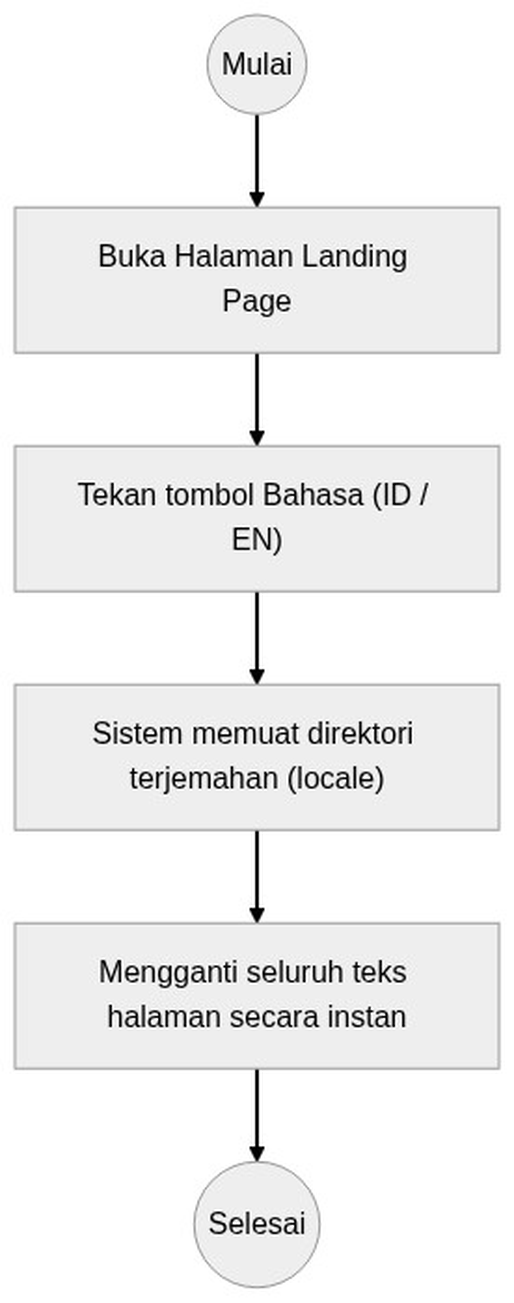 Mulai
Buka Halaman Landing
Page
Tekan tombol Bahasa (ID /
EN)
Sistem memuat direktori
terjemahan (locale)
Mengganti seluruh teks
halaman secara instan
Selesai